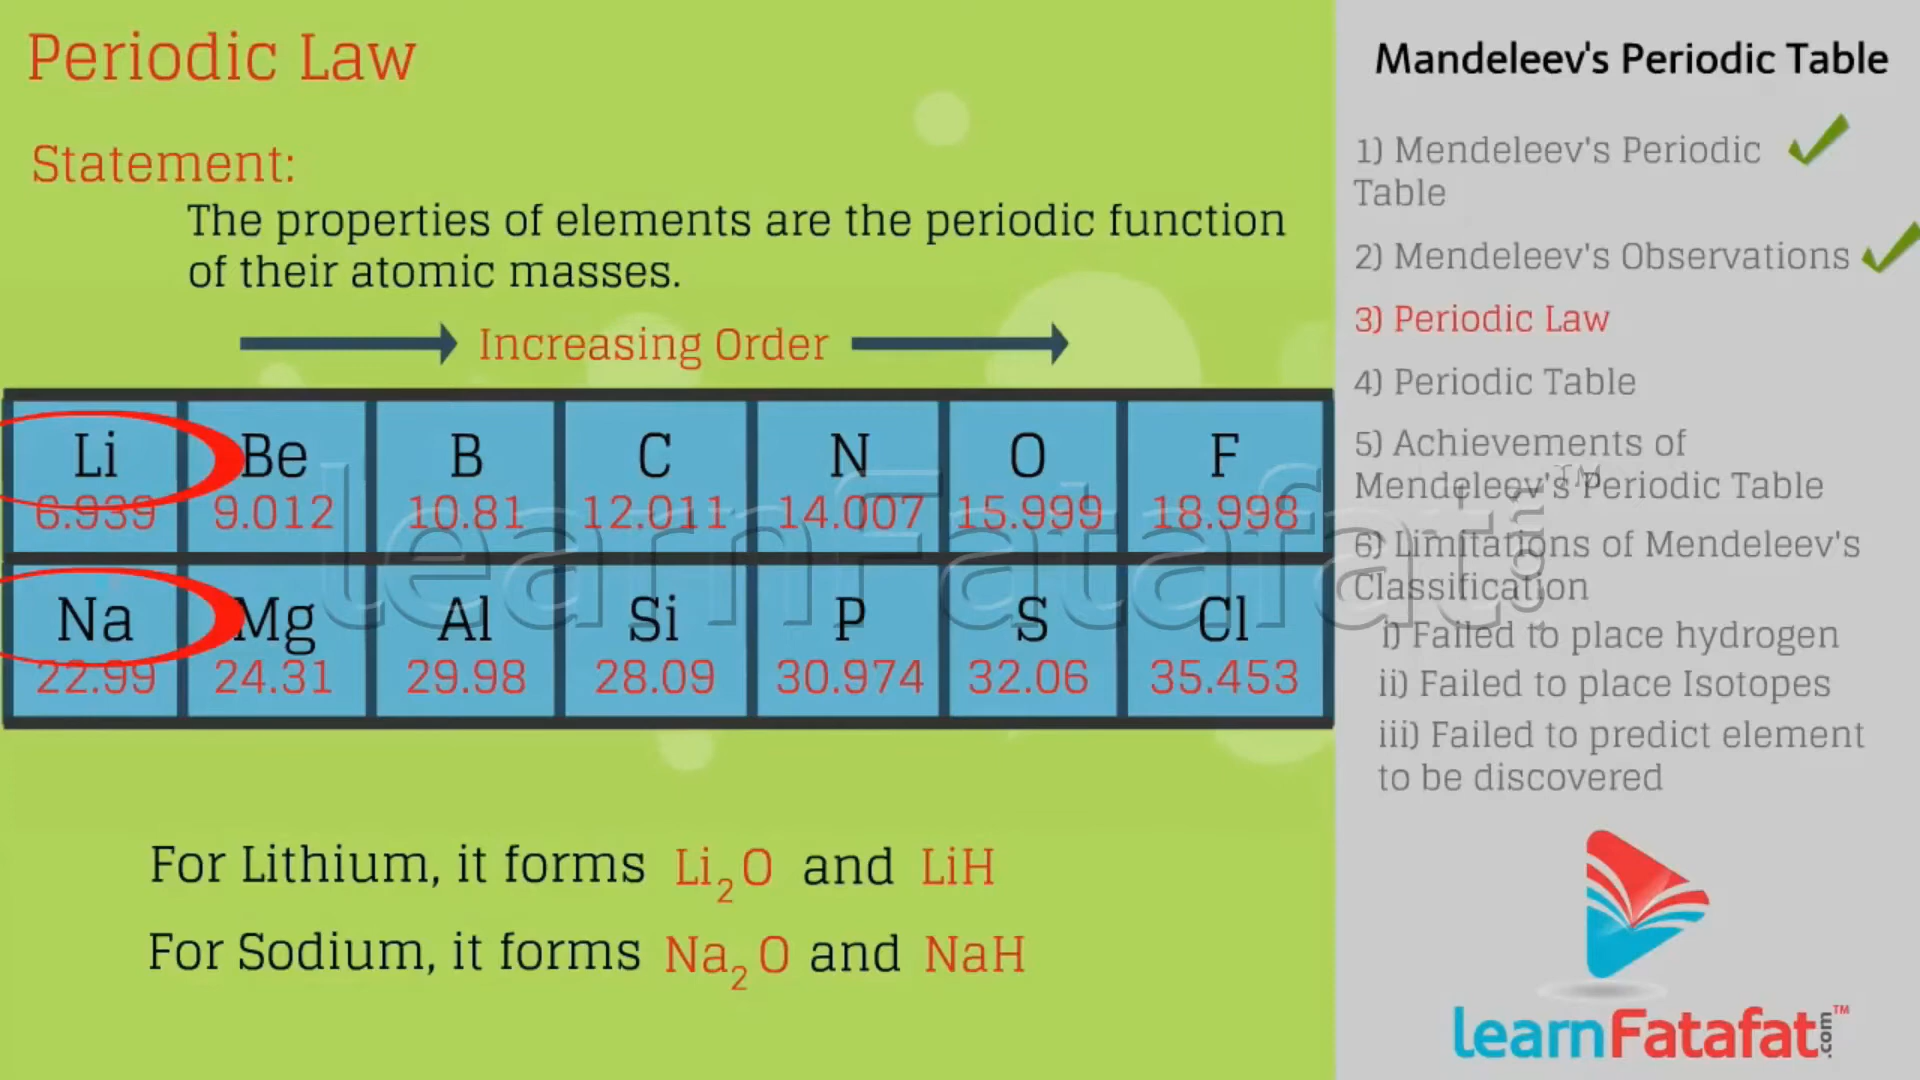 Periodic Law
Statement:
The properties of elements are the periodic function
of their atomic masses.
Increasing Order
Li Be B C N O F
6.939 9.012 10.81 12.011 14.007 15.999 18.998
Na Mg Al Si P S Cl
22.99 24.31 29.98 28.09 30.974 32.06 35.453
For Lithium, it forms Li₂O and LiH
For Sodium, it forms Na₂O and NaH
learnFatafat.com™
Mandeleev's Periodic Table
1) Mendeleev's Periodic
Table
2) Mendeleev's Observations
3) Periodic Law
4) Periodic Table
5) Achievements of
Mendeleev's Periodic Table
6) Limitations of Mendeleev's
Classification
i) Failed to place hydrogen
ii) Failed to place Isotopes
iii) Failed to predict element
to be discovered
learnFatafat.com™